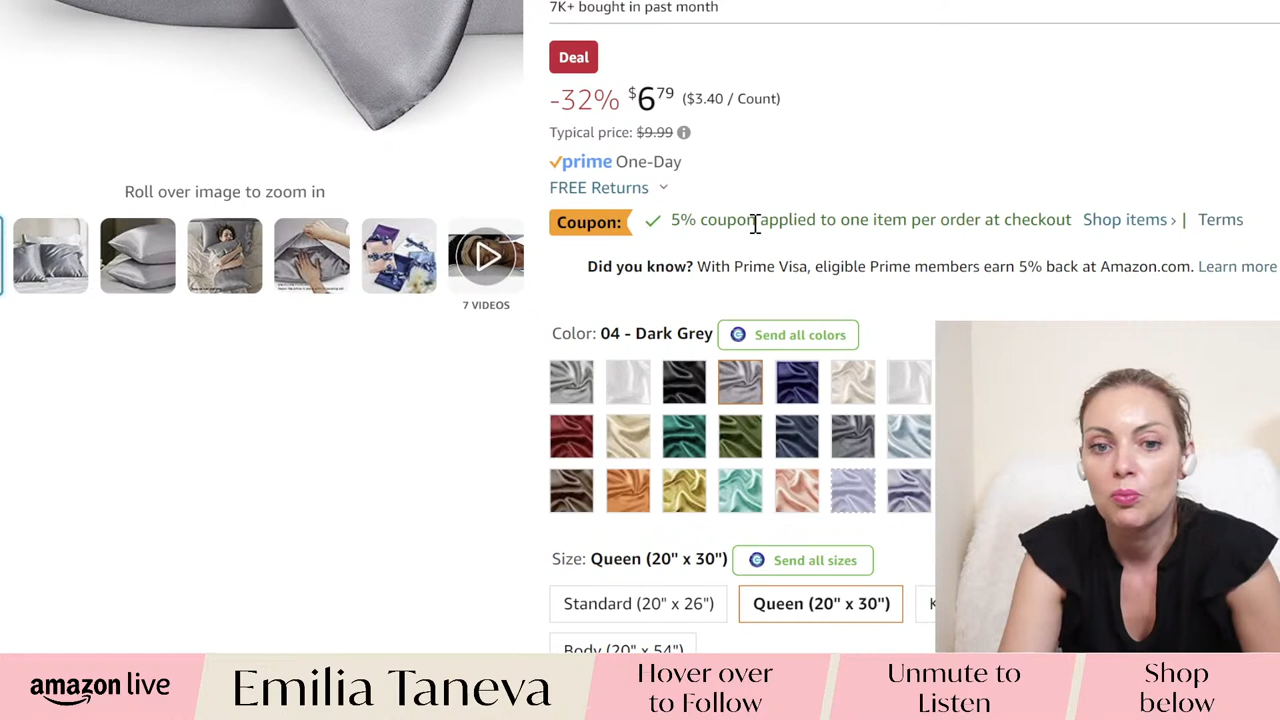 7K+ bought in past month
Deal
-32% $6 79 ($3.40 / Count)
Typical price: $9.99
prime One-Day
FREE Returns
Coupon: 5% coupon applied to one item per order at checkout Shop items › | Terms
Did you know? With Prime Visa, eligible Prime members earn 5% back at Amazon.com. Learn more
Roll over image to zoom in
7 VIDEOS
Color: 04 - Dark Grey Send all colors
Size: Queen (20" x 30") Send all sizes
Standard (20" x 26") Queen (20" x 30")
Body (20" x 54")
amazon live
Emilia Taneva
Hover over
to Follow
Unmute to
Listen
Shop
below